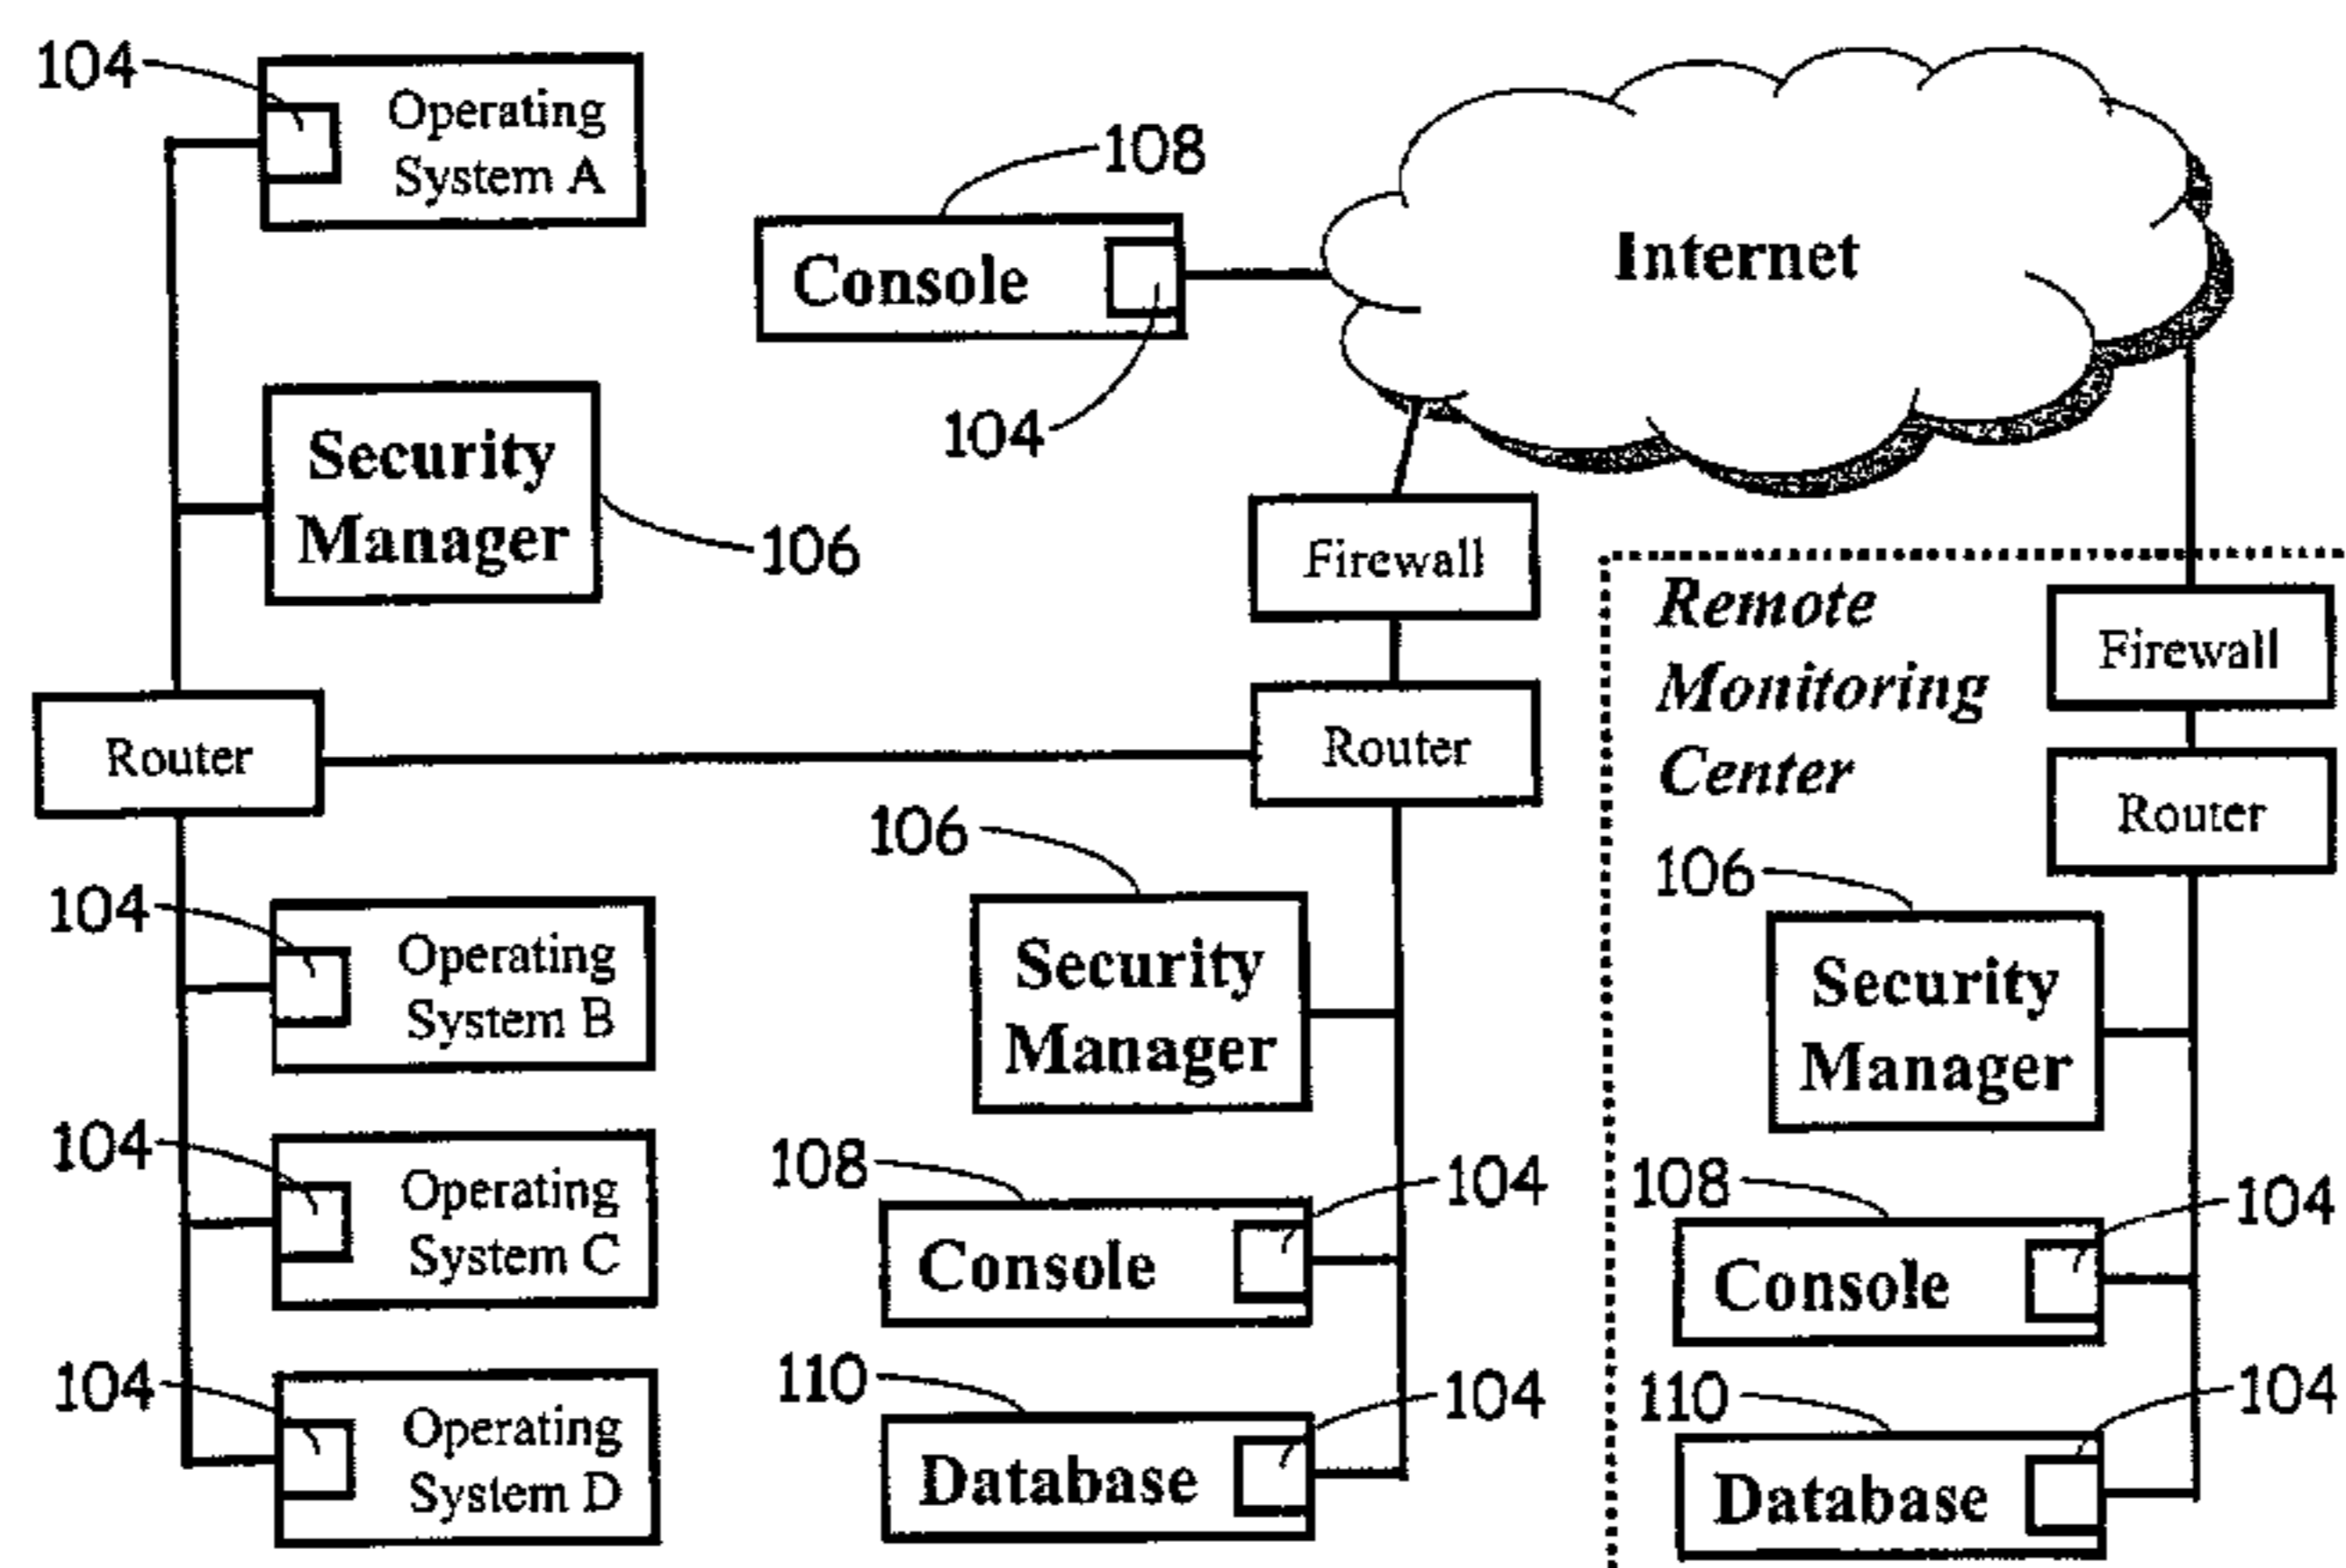 104
Operating
System A
108
Console
104
Internet
Security
Manager
106
Firewall
Remote
Monitoring
Center
Firewall
Router
Router
Router
104
Operating
System B
104
Operating
System C
104
Operating
System D
106
Security
Manager
108
Console
104
110
Database
104
106
Security
Manager
108
Console
104
110
Database
104